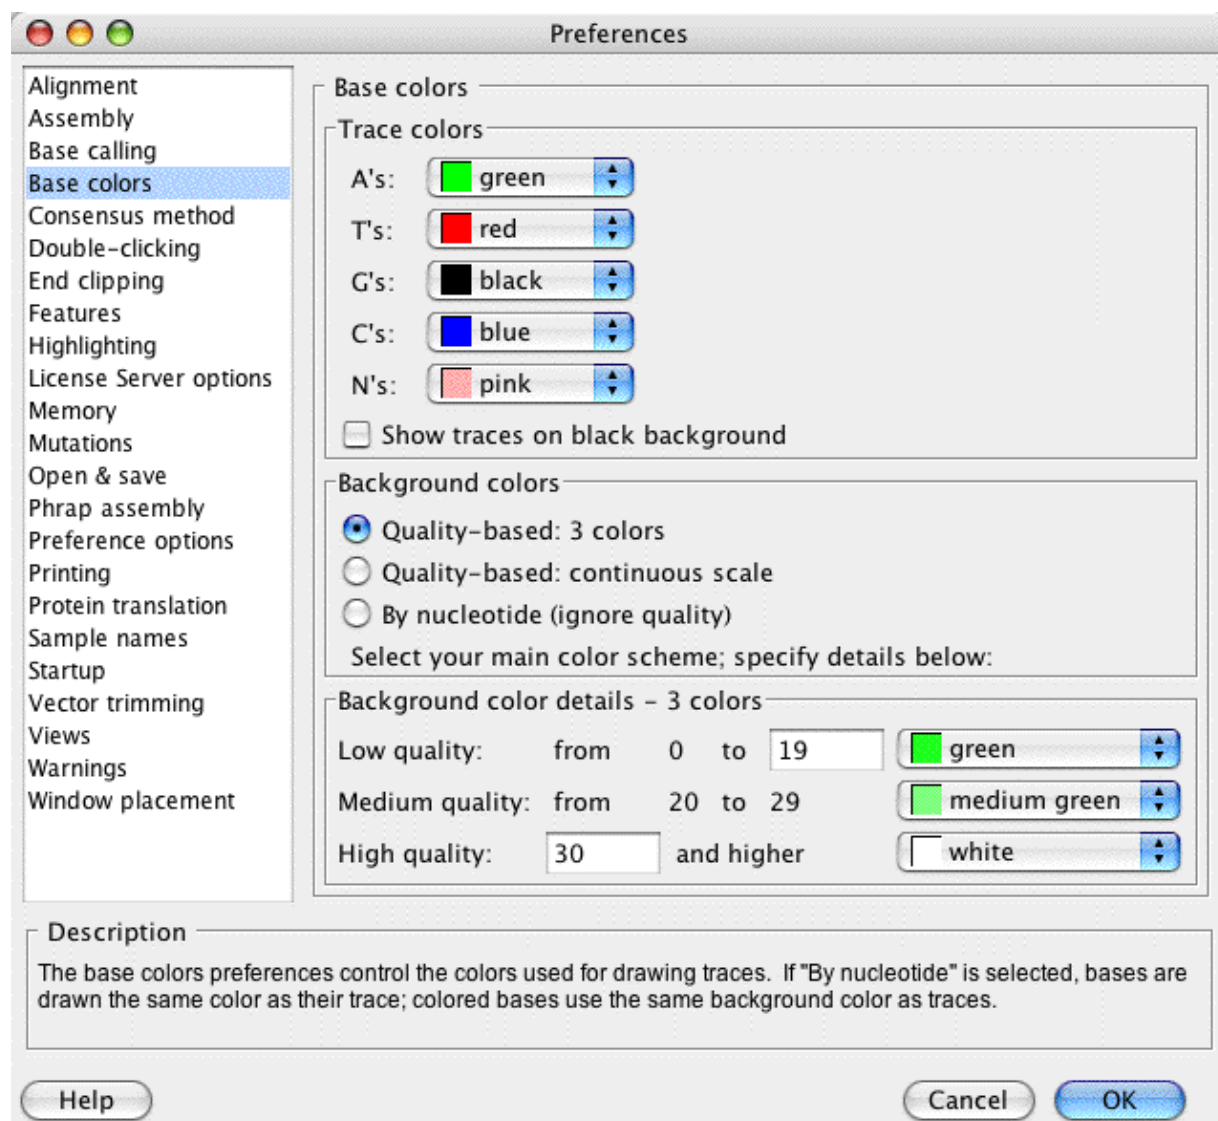 Preferences
Alignment
Assembly
Base calling
Base colors
Consensus method
Double-clicking
End clipping
Features
Highlighting
License Server options
Memory
Mutations
Open & save
Phrap assembly
Preference options
Printing
Protein translation
Sample names
Startup
Vector trimming
Views
Warnings
Window placement
Base colors
Trace colors
A's: green
T's: red
G's: black
C's: blue
N's: pink
Show traces on black background
Background colors
Quality-based: 3 colors
Quality-based: continuous scale
By nucleotide (ignore quality)
Select your main color scheme; specify details below:
Background color details - 3 colors
Low quality: from 0 to 19 green
Medium quality: from 20 to 29 medium green
High quality: 30 and higher white
Description
The base colors preferences control the colors used for drawing traces. If "By nucleotide" is selected, bases are
drawn the same color as their trace; colored bases use the same background color as traces.
Help Cancel OK